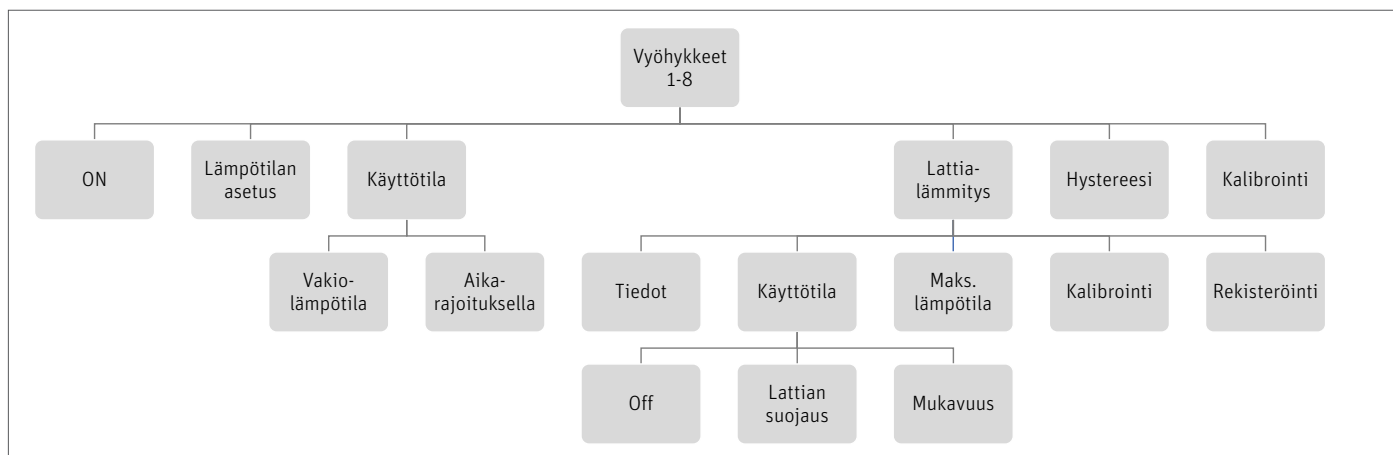 Vyöhykkeet
1-8
ON
Lämpötilan
asetus
Käyttötila
Lattia-
lämmitys
Hystereesi
Kalibrointi
Vakio-
lämpötila
Aika-
rajoituksella
Tiedot
Käyttötila
Maks.
lämpötila
Kalibrointi
Rekisteröinti
Off
Lattian
suojaus
Mukavuus